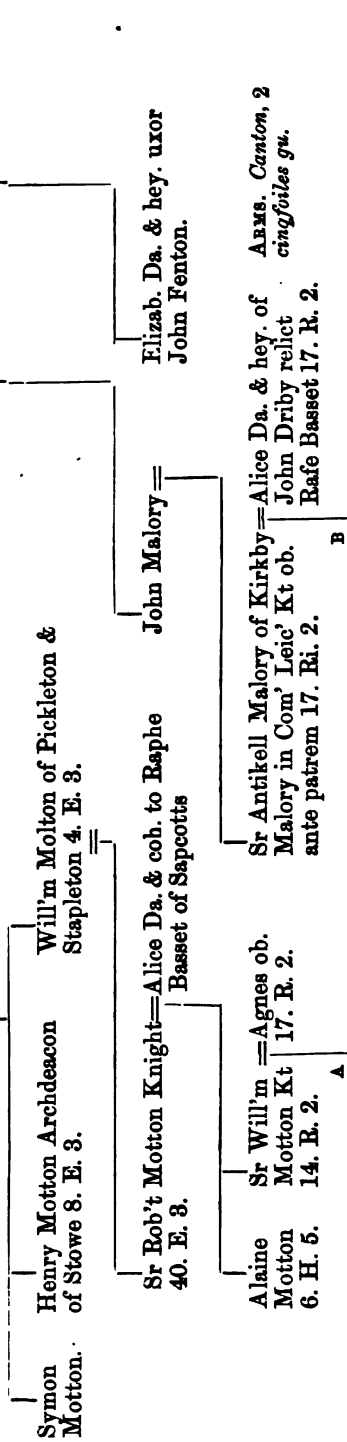 Symon
Motton.
Henry Motton Archdeacon
of Stowe 8. E. 3.
Will'm Molton of Pickleton &
Stapleton 4. E. 3.
Sr Rob't Motton Knight=Alice Da. & coh. to Raphe
40. E. 3.
Basset of Sapcotts
John Malory=
Elizab. Da. & hey. uxor
John Fenton.
Alaine
Motton
6. H. 5.
Sr Will'm =Agnes ob.
Motton Kt 17. R. 2.
14. R. 2.
Sr Antikell Malory of Kirkby=Alice Da. & hey. of
Malory in Com' Leic' Kt ob. John Driby relict
ante patrem 17. Ri. 2. Rafe Basset 17. R. 2.
ARMS. Canton, 2
cinqfoiles gu.
A
B